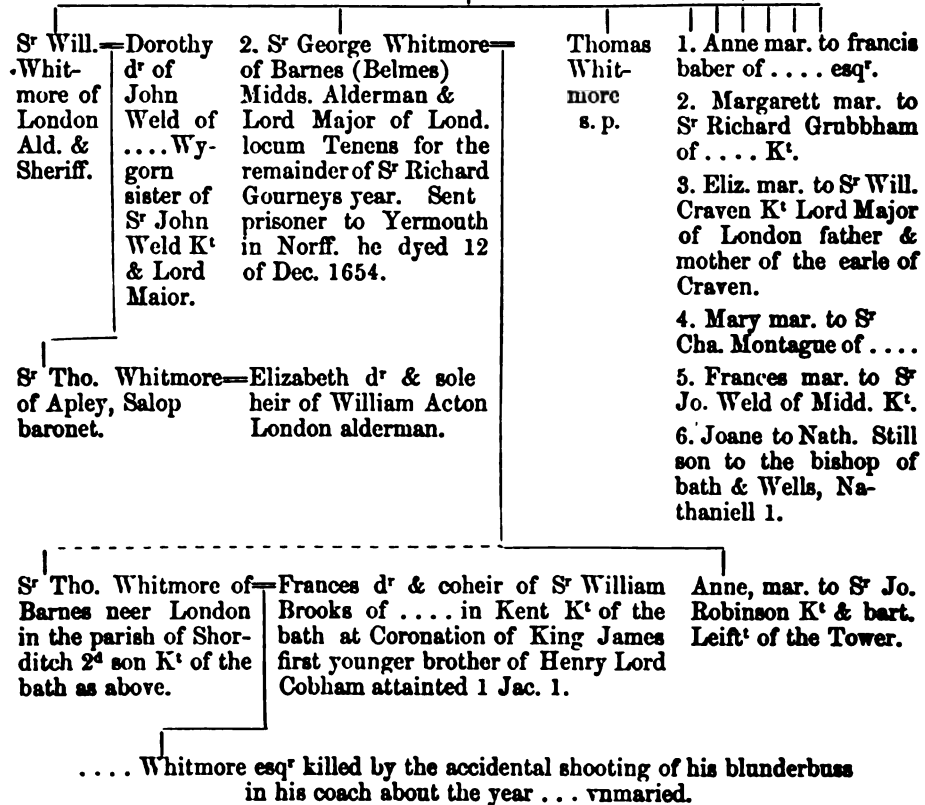 Sʳ Will.
Whit-
more of
London
Ald. &
Sheriff.
Dorothy
dʳ of
John
Weld of
....Wy-
gorn
sister of
Sʳ John
Weld Kᵗ
& Lord
Maior.
2. Sʳ George Whitmore
of Barnes (Belmes)
Midds. Alderman &
Lord Major of Lond.
locum Tenens for the
remainder of Sʳ Richard
Gourneys year. Sent
prisoner to Yermouth
in Norff. he dyed 12
of Dec. 1654.
Thomas
Whit-
more
s. p.
1. Anne mar. to francis
baber of .... esqʳ.
2. Margarett mar. to
Sʳ Richard Grubbham
of .... Kᵗ.
3. Eliz. mar. to Sʳ Will.
Craven Kᵗ Lord Major
of London father &
mother of the earle of
Craven.
4. Mary mar. to Sʳ
Cha. Montague of ....
5. Frances mar. to Sʳ
Jo. Weld of Midd. Kᵗ.
6. Joane to Nath. Still
son to the bishop of
bath & Wells, Na-
thaniell 1.
Sʳ Tho. Whitmore
of Apley, Salop
baronet.
Elizabeth dʳ & sole
heir of William Acton
London alderman.
Sʳ Tho. Whitmore of
Barnes neer London
in the parish of Shor-
ditch 2ᵈ son Kᵗ of the
bath as above.
Frances dʳ & coheir of Sʳ William
Brooks of .... in Kent Kᵗ of the
bath at Coronation of King James
first younger brother of Henry Lord
Cobham attainted 1 Jac. 1.
Anne, mar. to Sʳ Jo.
Robinson Kᵗ & bart.
Leifᵗ of the Tower.
.... Whitmore esqʳ killed by the accidental shooting of his blunderbuss
in his coach about the year ... vnmaried.